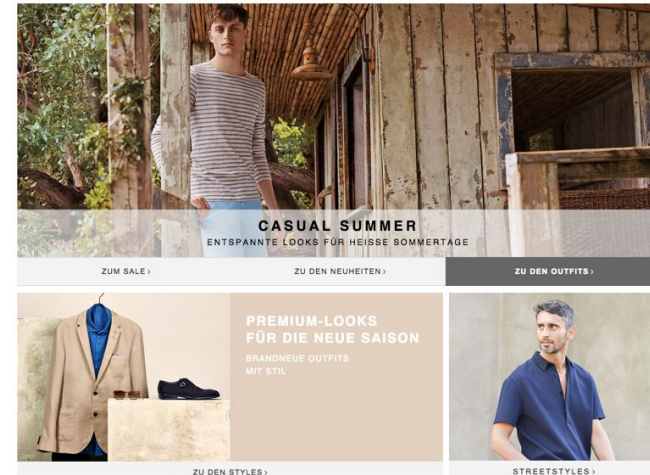 CASUAL SUMMER
ENTSPANNTE LOOKS FÜR HEISSE SOMMERTAGE
ZUM SALE ›
ZU DEN NEUHEITEN ›
ZU DEN OUTFITS ›
PREMIUM-LOOKS
FÜR DIE NEUE SAISON
BRANDNEUE OUTFITS
MIT STIL
ZU DEN STYLES ›
STREETSTYLES ›